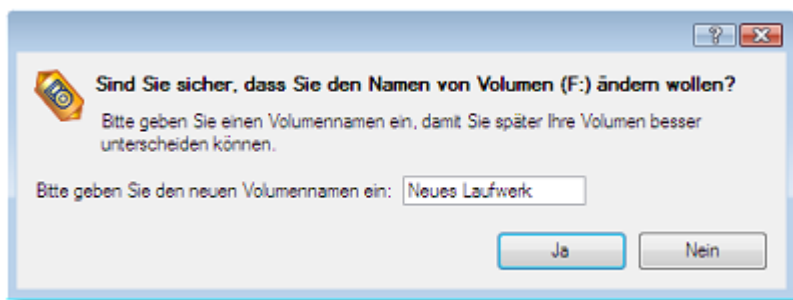 Sind Sie sicher, dass Sie den Namen von Volumen (F:) ändern wollen?
Bitte geben Sie einen Volumennamen ein, damit Sie später Ihre Volumen besser
unterscheiden können.
Bitte geben Sie den neuen Volumennamen ein: Neues Laufwerk
Ja Nein